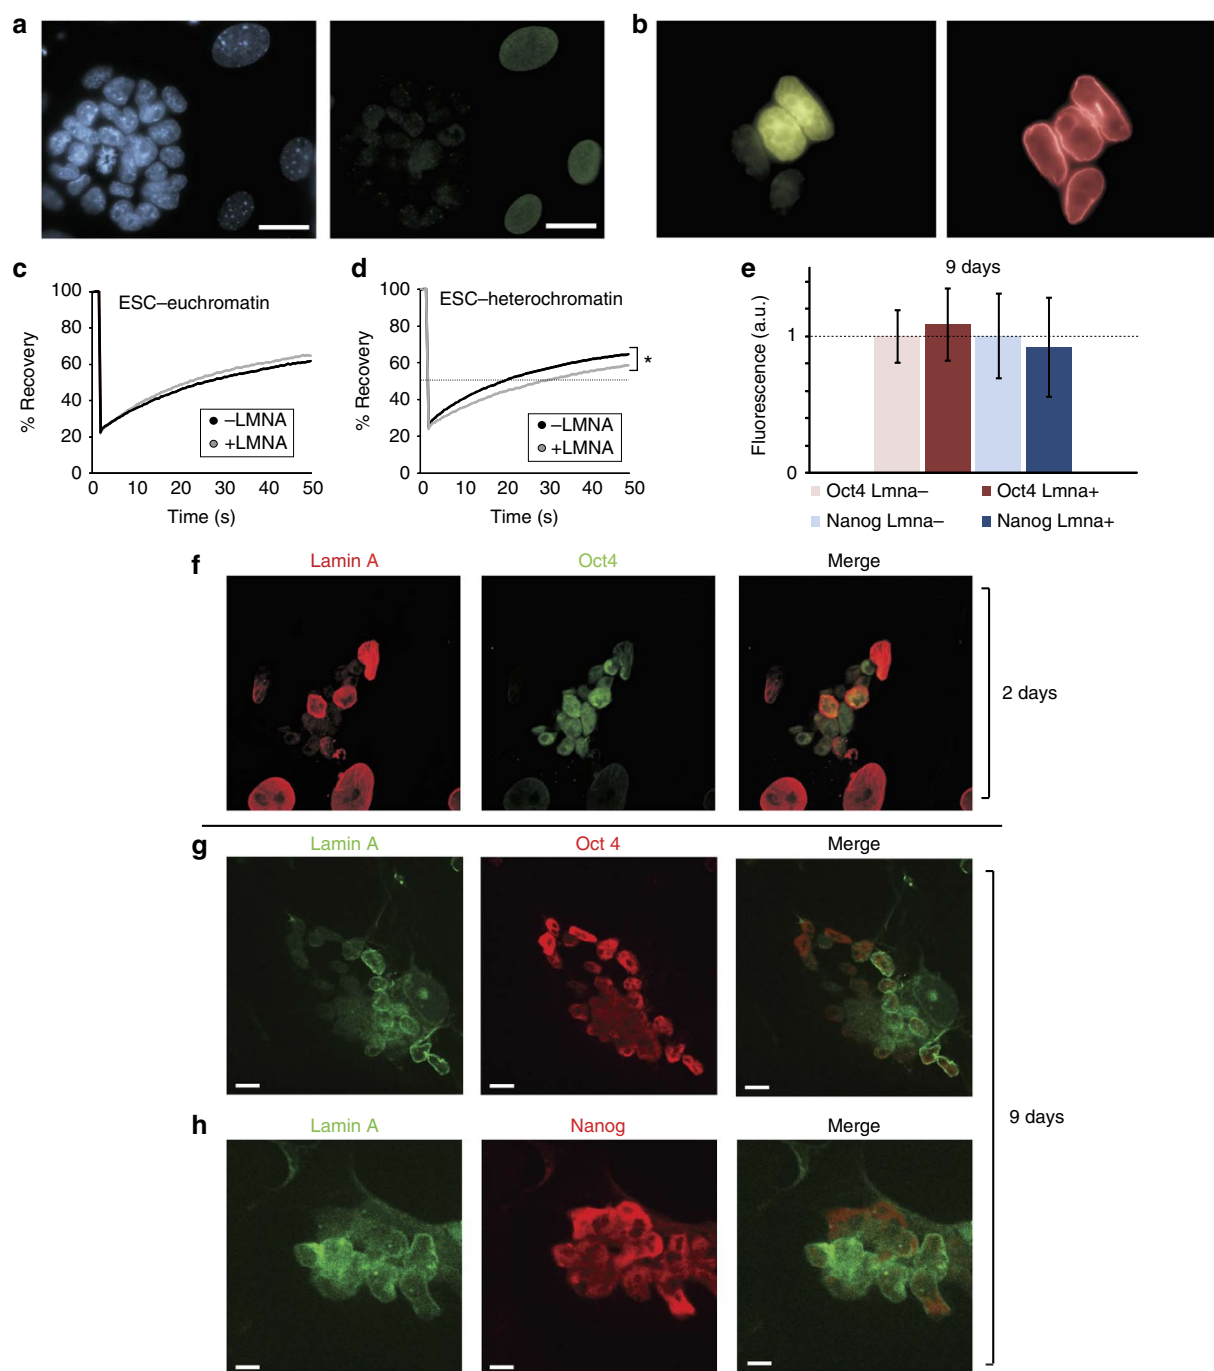 a
b
c
ESC–euchromatin
% Recovery
100
80
60
40
20
0
–LMNA
+LMNA
0 10 20 30 40 50
Time (s)
d
ESC–heterochromatin
% Recovery
100
80
60
40
20
0
*
–LMNA
+LMNA
0 10 20 30 40 50
Time (s)
e
9 days
Fluorescence (a.u.)
1
0
Oct4 Lmna–
Oct4 Lmna+
Nanog Lmna–
Nanog Lmna+
f
Lamin A
Oct4
Merge
2 days
g
Lamin A
Oct 4
Merge
h
Lamin A
Nanog
Merge
9 days